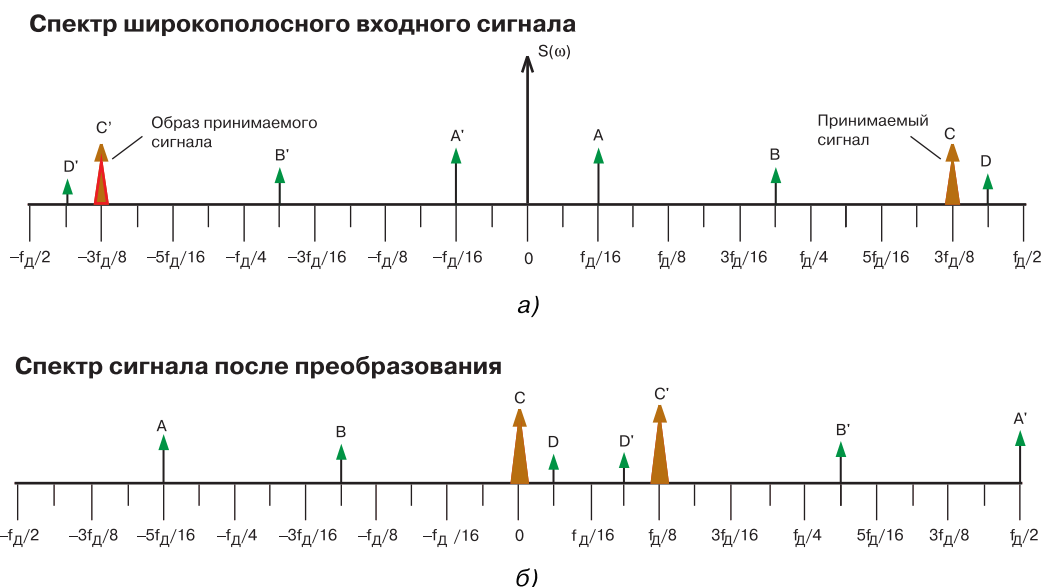 Спектр широкополосного входного сигнала
S(ω)
Образ принимаемого
сигнала
Принимаемый
сигнал
D' C' B' A' A B C D
–fД/2 –3fД/8 –5fД/16 –fД/4 –3fД/16 –fД/8 –fД/16 0 fД/16 fД/8 3fД/16 fД/4 5fД/16 3fД/8 fД/2
а)
Спектр сигнала после преобразования
A B C D D' C' B' A'
–fД/2 –3fД/8 –5fД/16 –fД/4 –3fД/16 –fД/8 –fД /16 0 fД/16 fД/8 3fД/16 fД/4 5fД/16 3fД/8 fД/2
б)